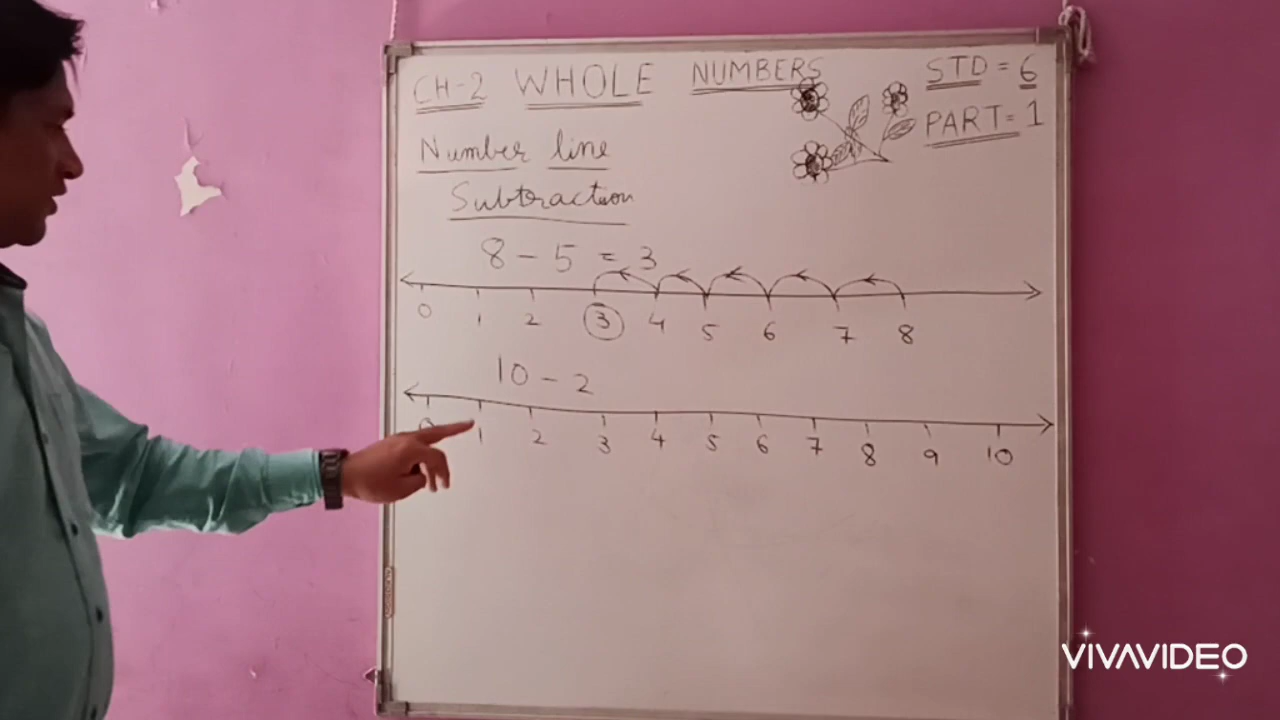 CH-2 WHOLE NUMBERS STD = 6
PART = 1
Number line
Subtraction
8 - 5 = 3
0 1 2 3 4 5 6 7 8
10 - 2
0 1 2 3 4 5 6 7 8 9 10
VIVAVIDEO